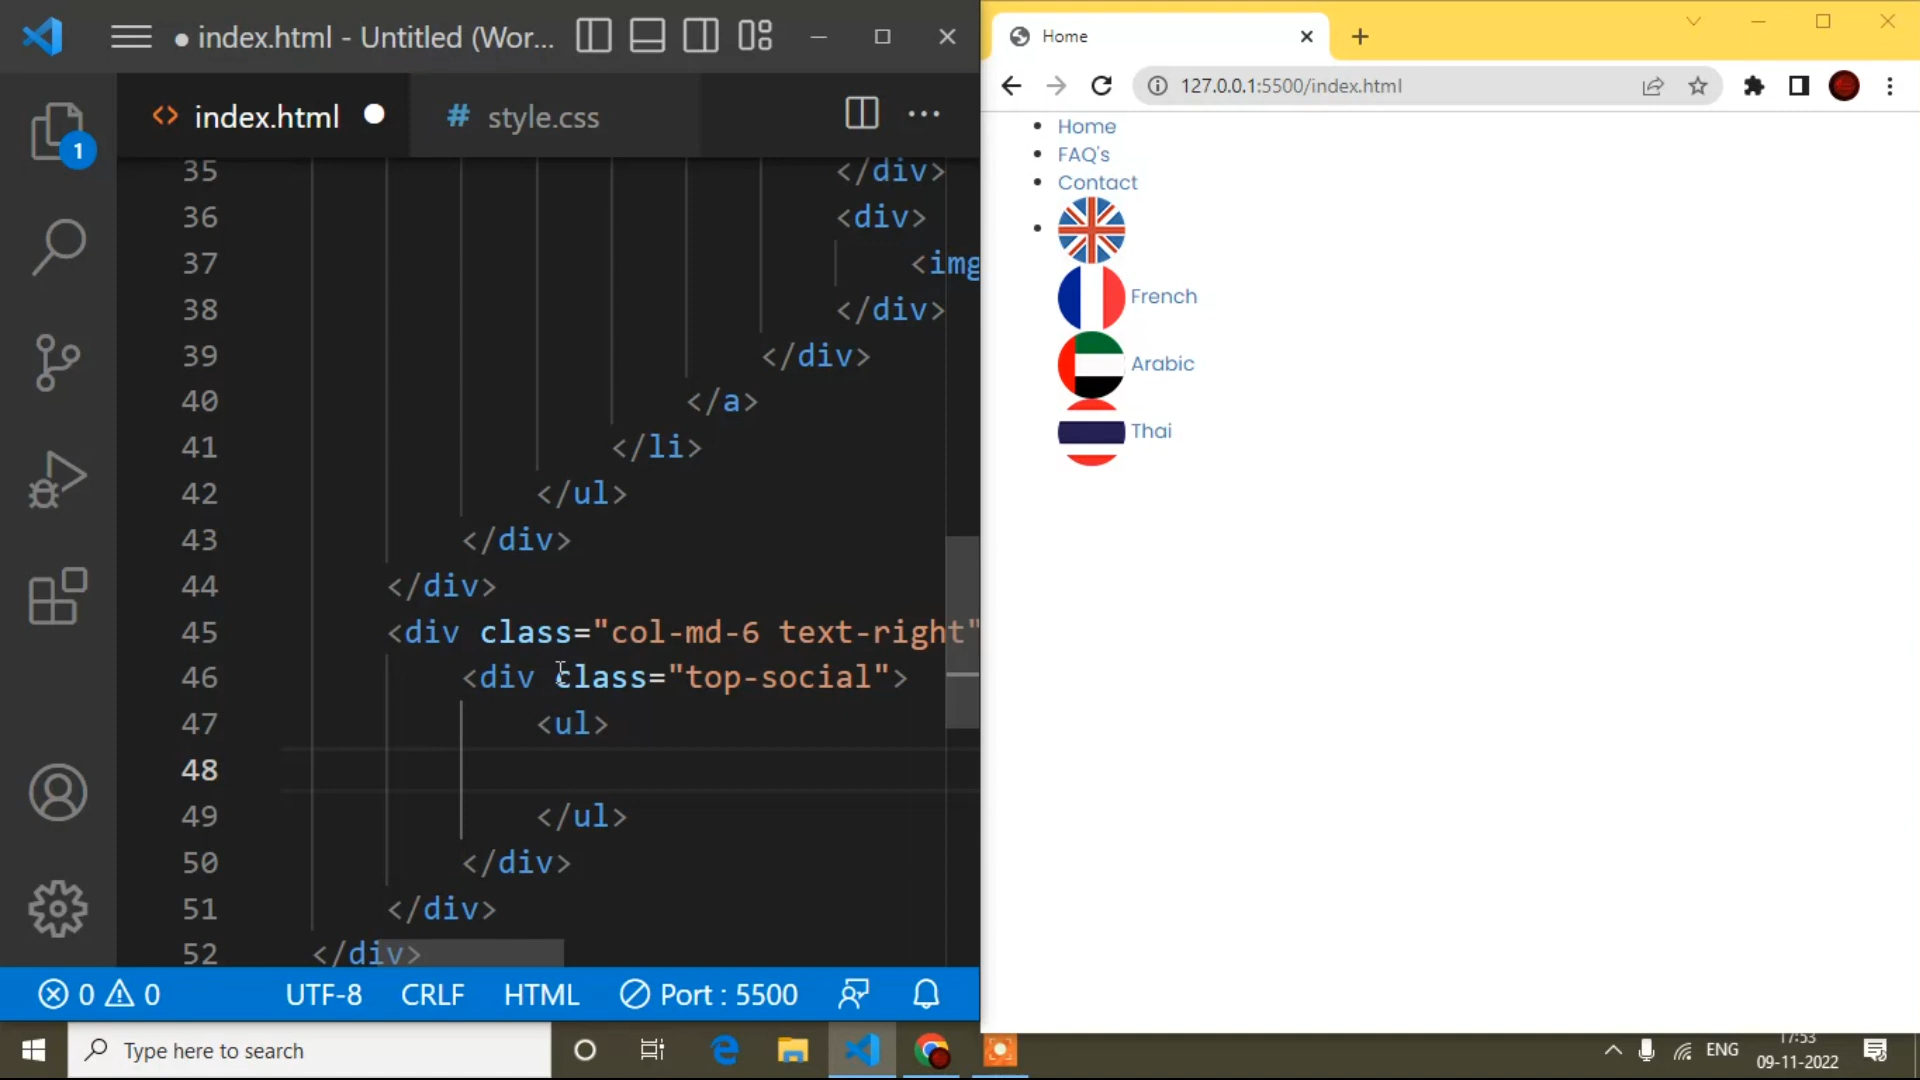 ● index.html - Untitled (Wor...
index.html
# style.css
1
35 </div>
36 <div>
37 <img
38 </div>
39 </div>
40 </a>
41 </li>
42 </ul>
43 </div>
44 </div>
45 <div class="col-md-6 text-right"
46 <div class="top-social">
47 <ul>
48
49 </ul>
50 </div>
51 </div>
52 </div>
0 0 UTF-8 CRLF HTML Port : 5500
Home
127.0.0.1:5500/index.html
Home
FAQ's
Contact
French
Arabic
Thai
Type here to search
ENG
17:53
09-11-2022